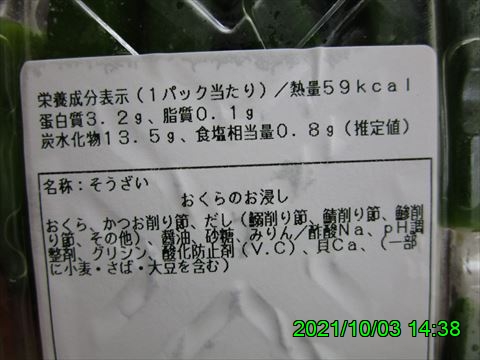 栄養成分表示(1パック当たり)/熱量59kcal
蛋白質3.2g、脂質0.1g
炭水化物13.5g、食塩相当量0.8g(推定値)
名称:そうざい
おくらのお浸し
おくら、かつお削り節、だし(鰯削り節、鯖削り節、鯵削
り節、その他)、醤油、砂糖、みりん/酢酸Na、pH調
整剤、グリシン、酸化防止剤(V.C)、貝Ca、(一部
に小麦・さば・大豆を含む)
2021/10/03 14:38